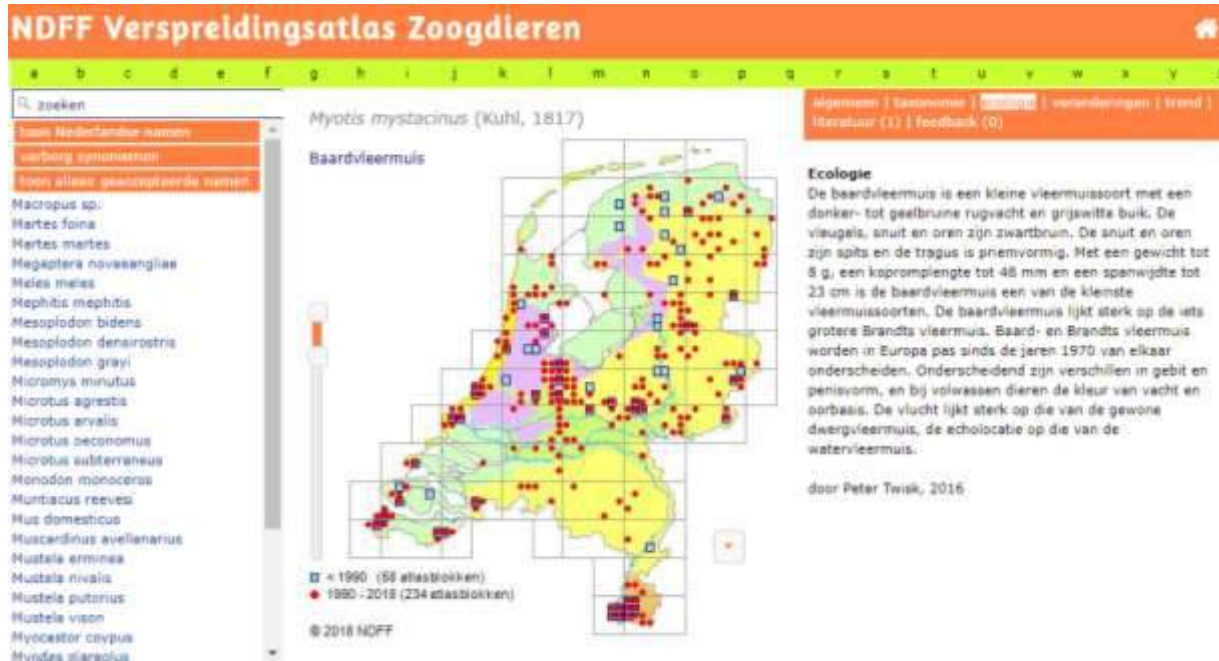 NDFF Verspreidingsatlas Zoogdieren
a b c d e f g h i j k l m n o p q r s t u v w x y
zoeken
toon Nederlandse namen
verberg synoniemen
toon alleen geaccepteerde namen
Macropus sp.
Martes foina
Martes martes
Megaptera novaeangliae
Meles meles
Mephitis mephitis
Mesoplodon bidens
Mesoplodon densirostris
Mesoplodon grayi
Micromys minutus
Microtus agrestis
Microtus arvalis
Microtus oeconomus
Microtus subterraneus
Monodon monoceros
Muntiacus reevesi
Mus domesticus
Muscardinus avellanarius
Mustela erminea
Mustela nivalis
Mustela putorius
Mustela vison
Myocastor coypus
Myodes glareolus
Myotis mystacinus (Kuhl, 1817)
Baardvleermuis
< 1990 (68 atlasblokken)
1990 - 2018 (234 atlasblokken)
© 2018 NDFF
algemeen | taxonomie | ecologie | veranderingen | trend |
literatuur (1) | feedback (0)
Ecologie
De baardvleermuis is een kleine vleermuissoort met een
donker- tot geelbruine rugvacht en grijswitte buik. De
vleugels, snuit en oren zijn zwartbruin. De snuit en oren
zijn spits en de tragus is priemvormig. Met een gewicht tot
8 g, een kopromplengte tot 48 mm en een spanwijdte tot
23 cm is de baardvleermuis een van de kleinste
vleermuissoorten. De baardvleermuis lijkt sterk op de iets
grotere Brandts vleermuis. Baard- en Brandts vleermuis
worden in Europa pas sinds de jaren 1970 van elkaar
onderscheiden. Onderscheidend zijn verschillen in gebit en
penisvorm, en bij volwassen dieren de kleur van vacht en
oorbasis. De vlucht lijkt sterk op die van de gewone
dwergvleermuis, de echolocatie op die van de
watervleermuis.
door Peter Twisk, 2016